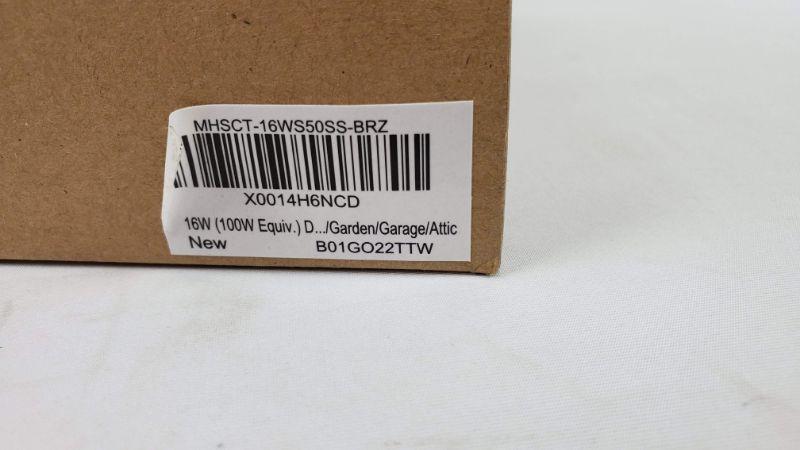 MHSCT-16WS50SS-BRZ
X0014H6NCD
16W (100W Equiv.) D.../Garden/Garage/Attic
New B01GO22TTW